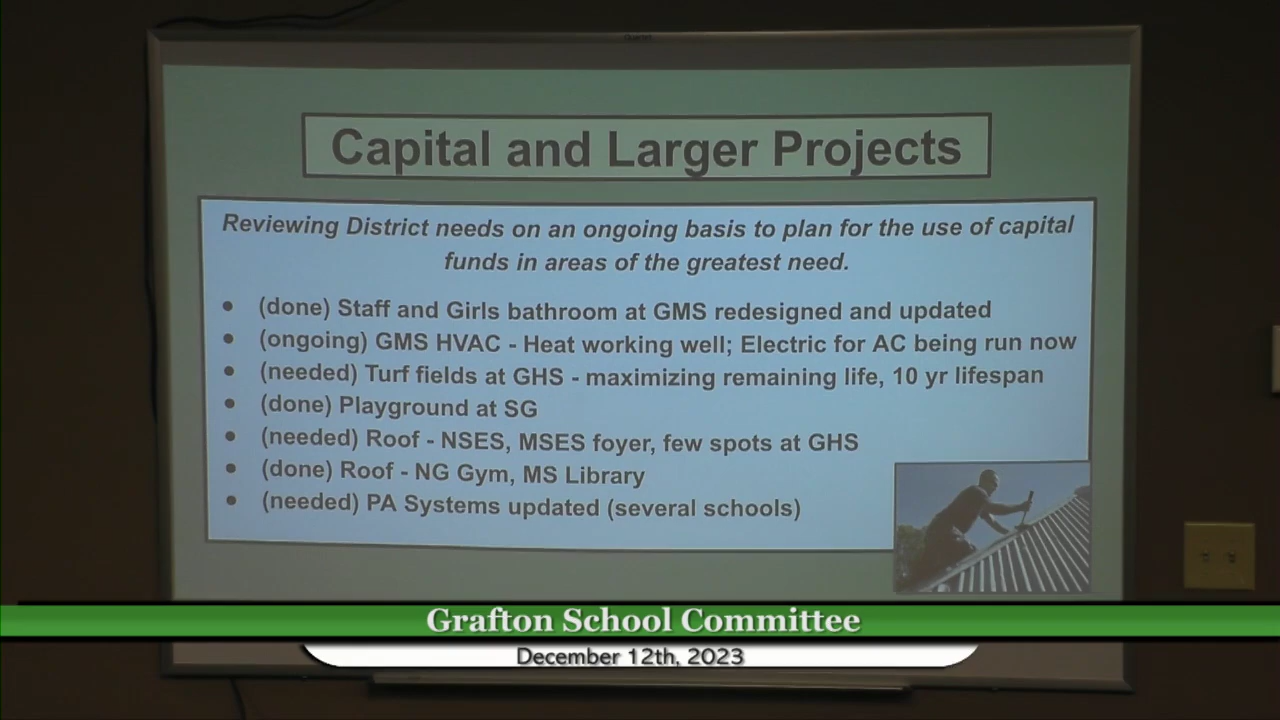 Capital and Larger Projects
Reviewing District needs on an ongoing basis to plan for the use of capital
funds in areas of the greatest need.
• (done) Staff and Girls bathroom at GMS redesigned and updated
• (ongoing) GMS HVAC - Heat working well; Electric for AC being run now
• (needed) Turf fields at GHS - maximizing remaining life, 10 yr lifespan
• (done) Playground at SG
• (needed) Roof - NSES, MSES foyer, few spots at GHS
• (done) Roof - NG Gym, MS Library
• (needed) PA Systems updated (several schools)
Grafton School Committee
December 12th, 2023